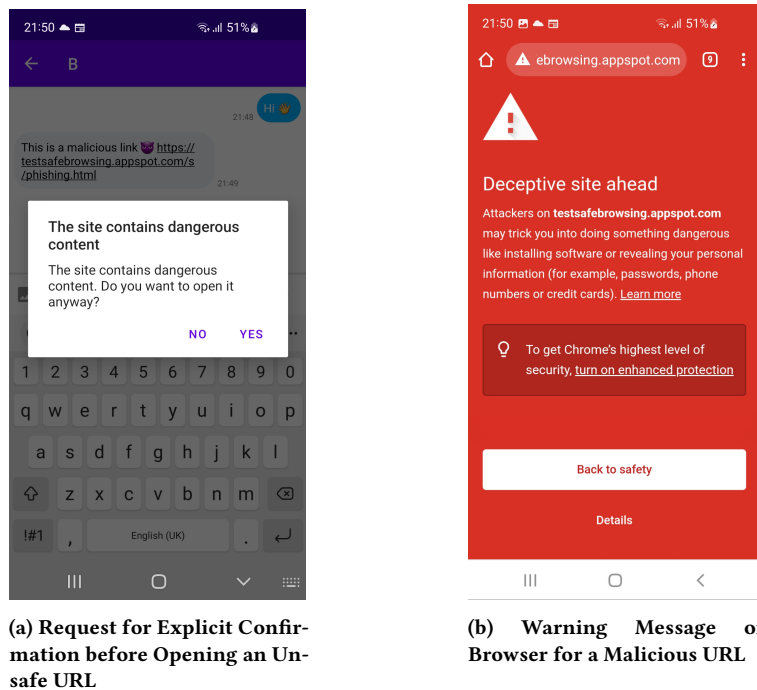 21:50 51%
B
Hi 👋
21:48
This is a malicious link 😈 https://
testsafebrowsing.appspot.com/s
/phishing.html
21:49
The site contains dangerous
content
The site contains dangerous
content. Do you want to open it
anyway?
NO YES
1 2 3 4 5 6 7 8 9 0
q w e r t y u i o p
a s d f g h j k l
z x c v b n m
!#1 , English (UK) .
(a) Request for Explicit Confir-
mation before Opening an Un-
safe URL
21:50 51%
ebrowsing.appspot.com 9
Deceptive site ahead
Attackers on testsafebrowsing.appspot.com
may trick you into doing something dangerous
like installing software or revealing your personal
information (for example, passwords, phone
numbers or credit cards). Learn more
To get Chrome's highest level of
security, turn on enhanced protection
Back to safety
Details
(b) Warning Message o
Browser for a Malicious URL